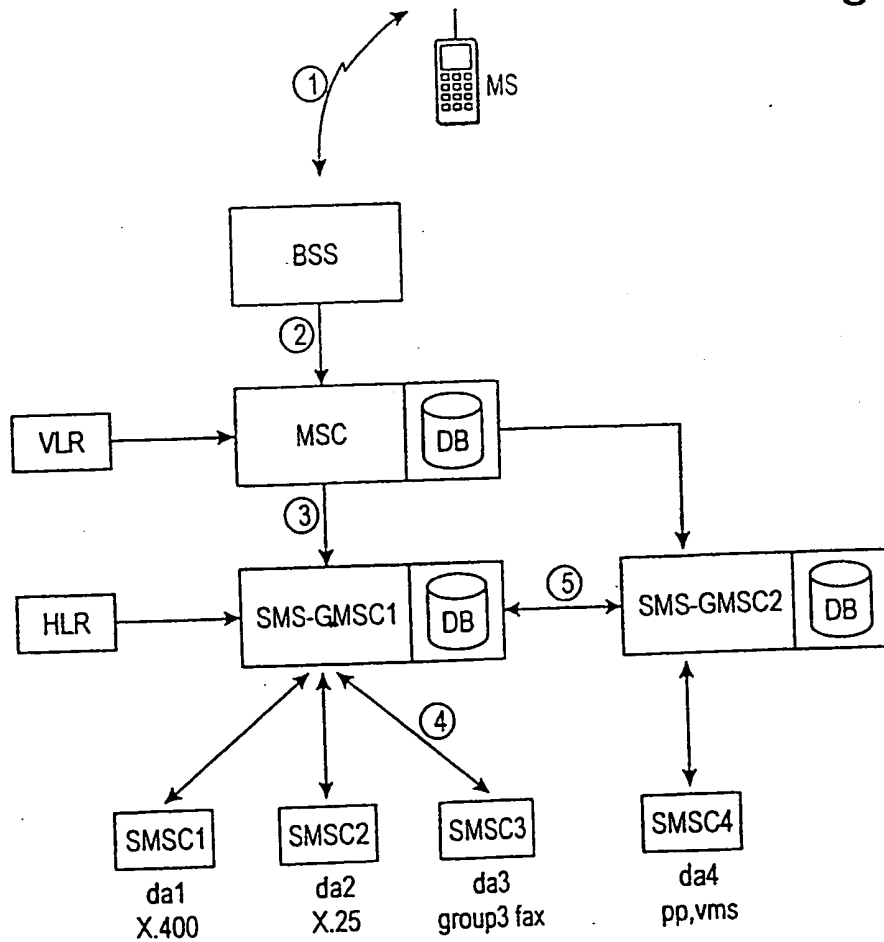 g
1
MS
BSS
2
VLR
MSC
DB
3
HLR
SMS-GMSC1
DB
5
SMS-GMSC2
DB
4
SMSC1
SMSC2
SMSC3
SMSC4
da1
da2
da3
da4
X.400
X.25
group3 fax
pp,vms